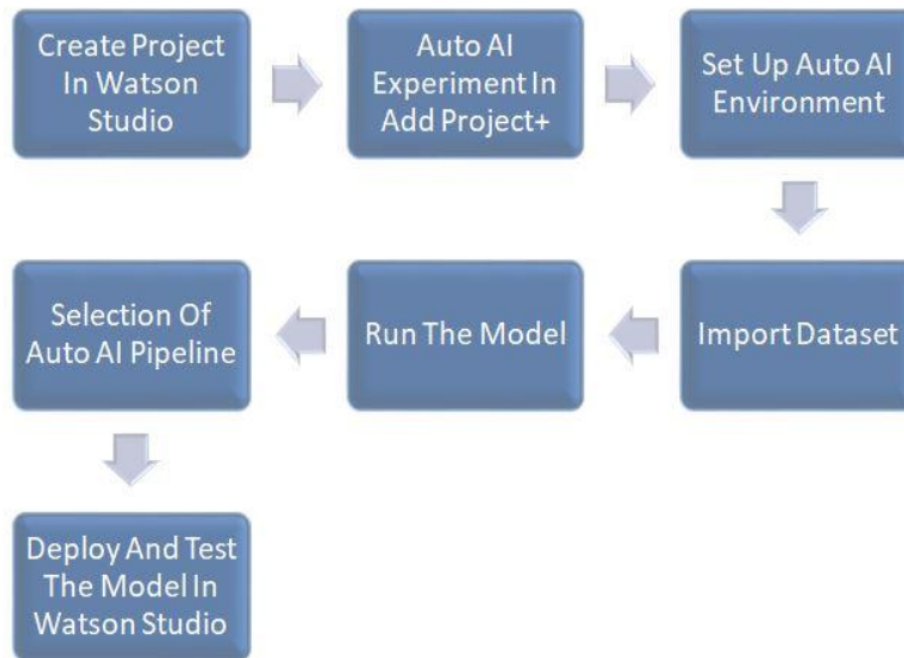 Create Project
In Watson
Studio
Auto AI
Experiment In
Add Project+
Set Up Auto AI
Environment
Import Dataset
Run The Model
Selection Of
Auto AI Pipeline
Deploy And Test
The Model In
Watson Studio